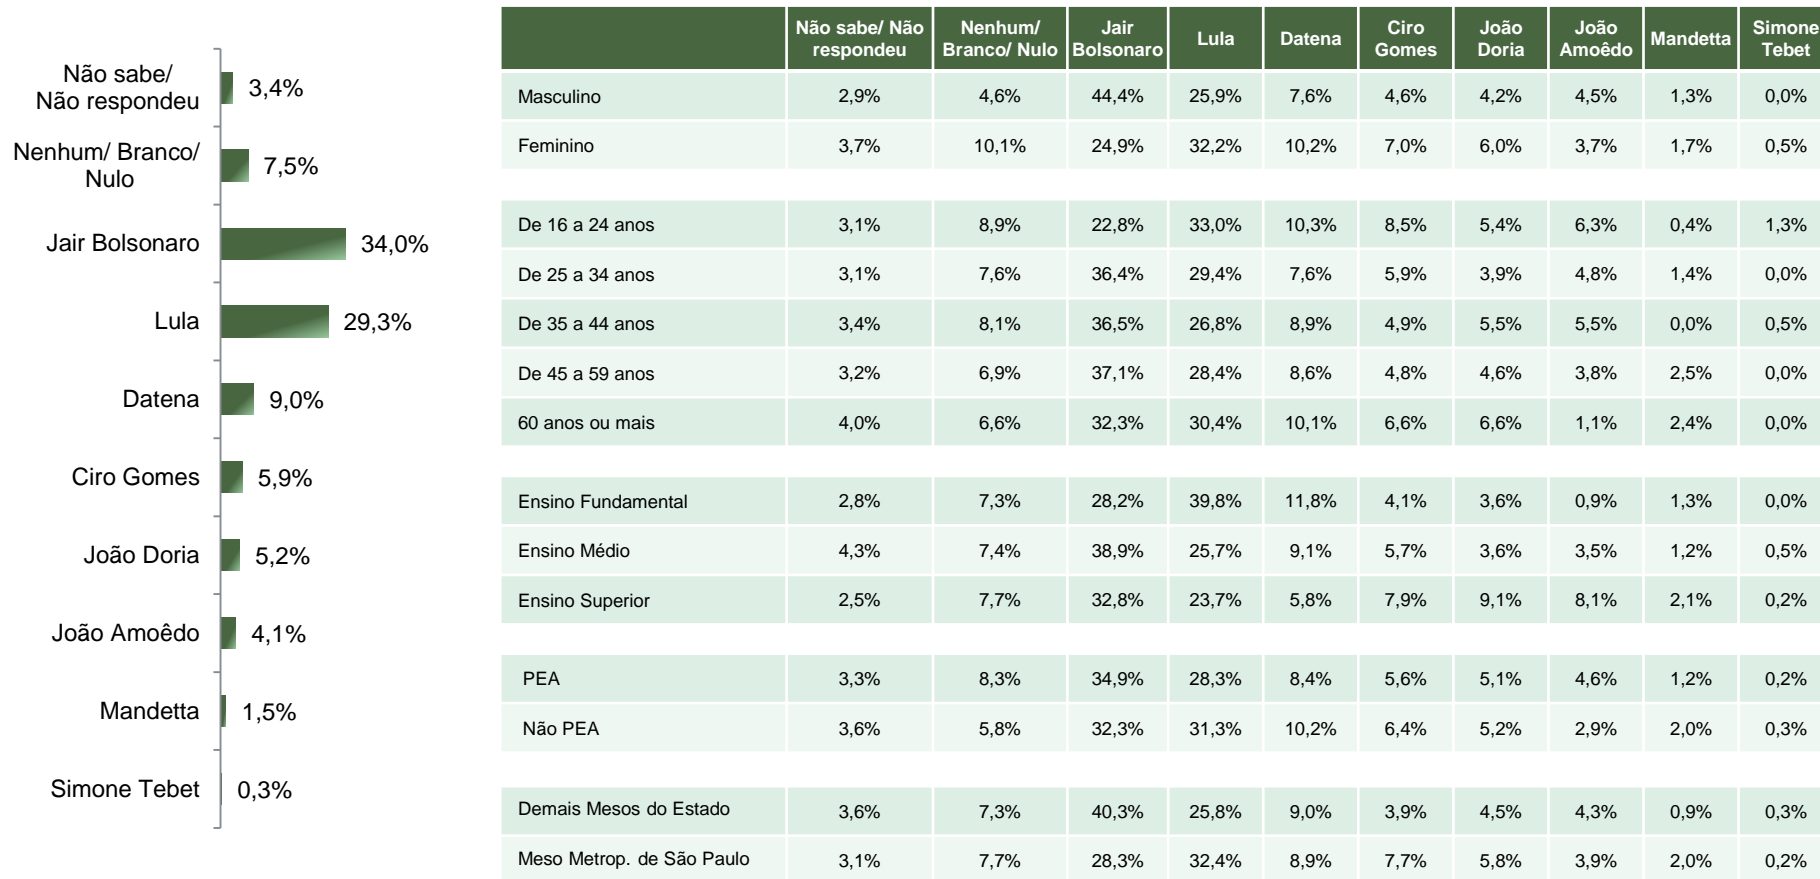 Não sabe/
Não respondeu
3,4%
Nenhum/ Branco/
Nulo
7,5%
Jair Bolsonaro
34,0%
Lula
29,3%
Datena
9,0%
Ciro Gomes
5,9%
João Doria
5,2%
João Amoêdo
4,1%
Mandetta
1,5%
Simone Tebet
0,3%
Não sabe/ Não respondeu Nenhum/ Branco/ Nulo Jair Bolsonaro Lula Datena Ciro Gomes João Doria João Amoêdo Mandetta Simone Tebet
Masculino 2,9% 4,6% 44,4% 25,9% 7,6% 4,6% 4,2% 4,5% 1,3% 0,0%
Feminino 3,7% 10,1% 24,9% 32,2% 10,2% 7,0% 6,0% 3,7% 1,7% 0,5%
De 16 a 24 anos 3,1% 8,9% 22,8% 33,0% 10,3% 8,5% 5,4% 6,3% 0,4% 1,3%
De 25 a 34 anos 3,1% 7,6% 36,4% 29,4% 7,6% 5,9% 3,9% 4,8% 1,4% 0,0%
De 35 a 44 anos 3,4% 8,1% 36,5% 26,8% 8,9% 4,9% 5,5% 5,5% 0,0% 0,5%
De 45 a 59 anos 3,2% 6,9% 37,1% 28,4% 8,6% 4,8% 4,6% 3,8% 2,5% 0,0%
60 anos ou mais 4,0% 6,6% 32,3% 30,4% 10,1% 6,6% 6,6% 1,1% 2,4% 0,0%
Ensino Fundamental 2,8% 7,3% 28,2% 39,8% 11,8% 4,1% 3,6% 0,9% 1,3% 0,0%
Ensino Médio 4,3% 7,4% 38,9% 25,7% 9,1% 5,7% 3,6% 3,5% 1,2% 0,5%
Ensino Superior 2,5% 7,7% 32,8% 23,7% 5,8% 7,9% 9,1% 8,1% 2,1% 0,2%
PEA 3,3% 8,3% 34,9% 28,3% 8,4% 5,6% 5,1% 4,6% 1,2% 0,2%
Não PEA 3,6% 5,8% 32,3% 31,3% 10,2% 6,4% 5,2% 2,9% 2,0% 0,3%
Demais Mesos do Estado 3,6% 7,3% 40,3% 25,8% 9,0% 3,9% 4,5% 4,3% 0,9% 0,3%
Meso Metrop. de São Paulo 3,1% 7,7% 28,3% 32,4% 8,9% 7,7% 5,8% 3,9% 2,0% 0,2%